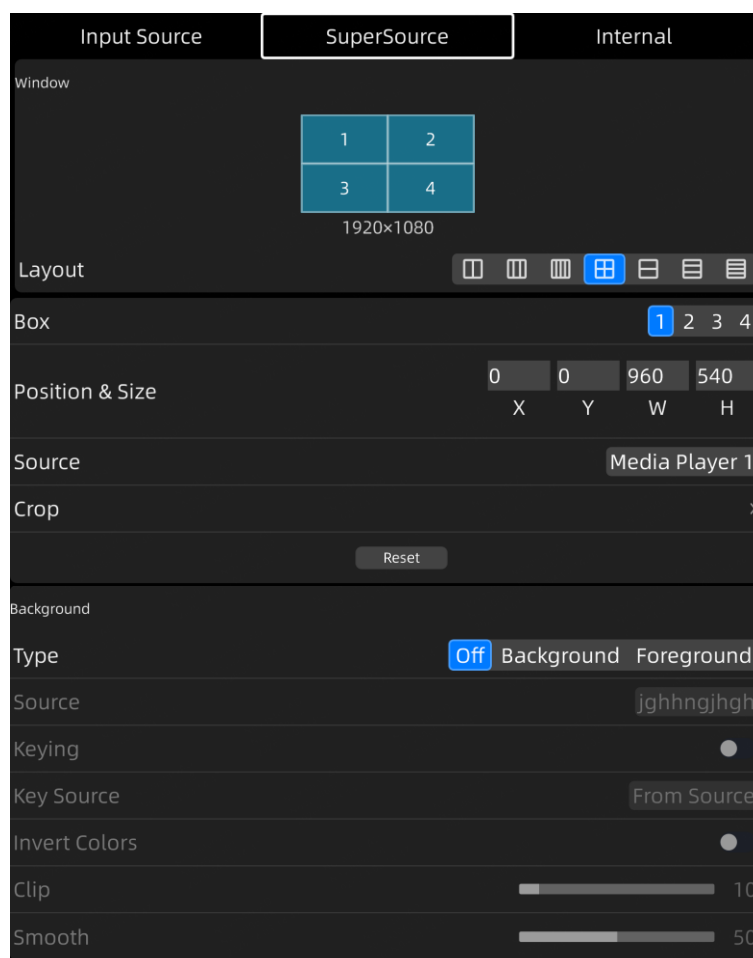 Input Source SuperSource Internal
Window
1 2
3 4
1920×1080
Layout
Box 1 2 3 4
Position & Size 0 0 960 540
X Y W H
Source Media Player 1
Crop
Reset
Background
Type Off Background Foreground
Source jghhngjhgh
Keying
Key Source From Source
Invert Colors
Clip 10
Smooth 50